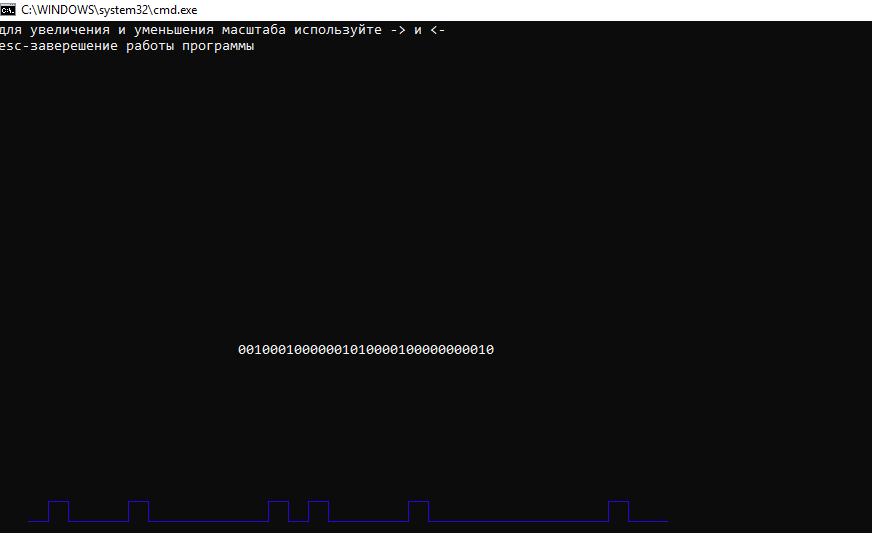 для увеличения и уменьшения масштаба используйте -> и <-
esc-заверешение работы программы
00100010000001010000100000000010
C:\WINDOWS\system32\cmd.exe